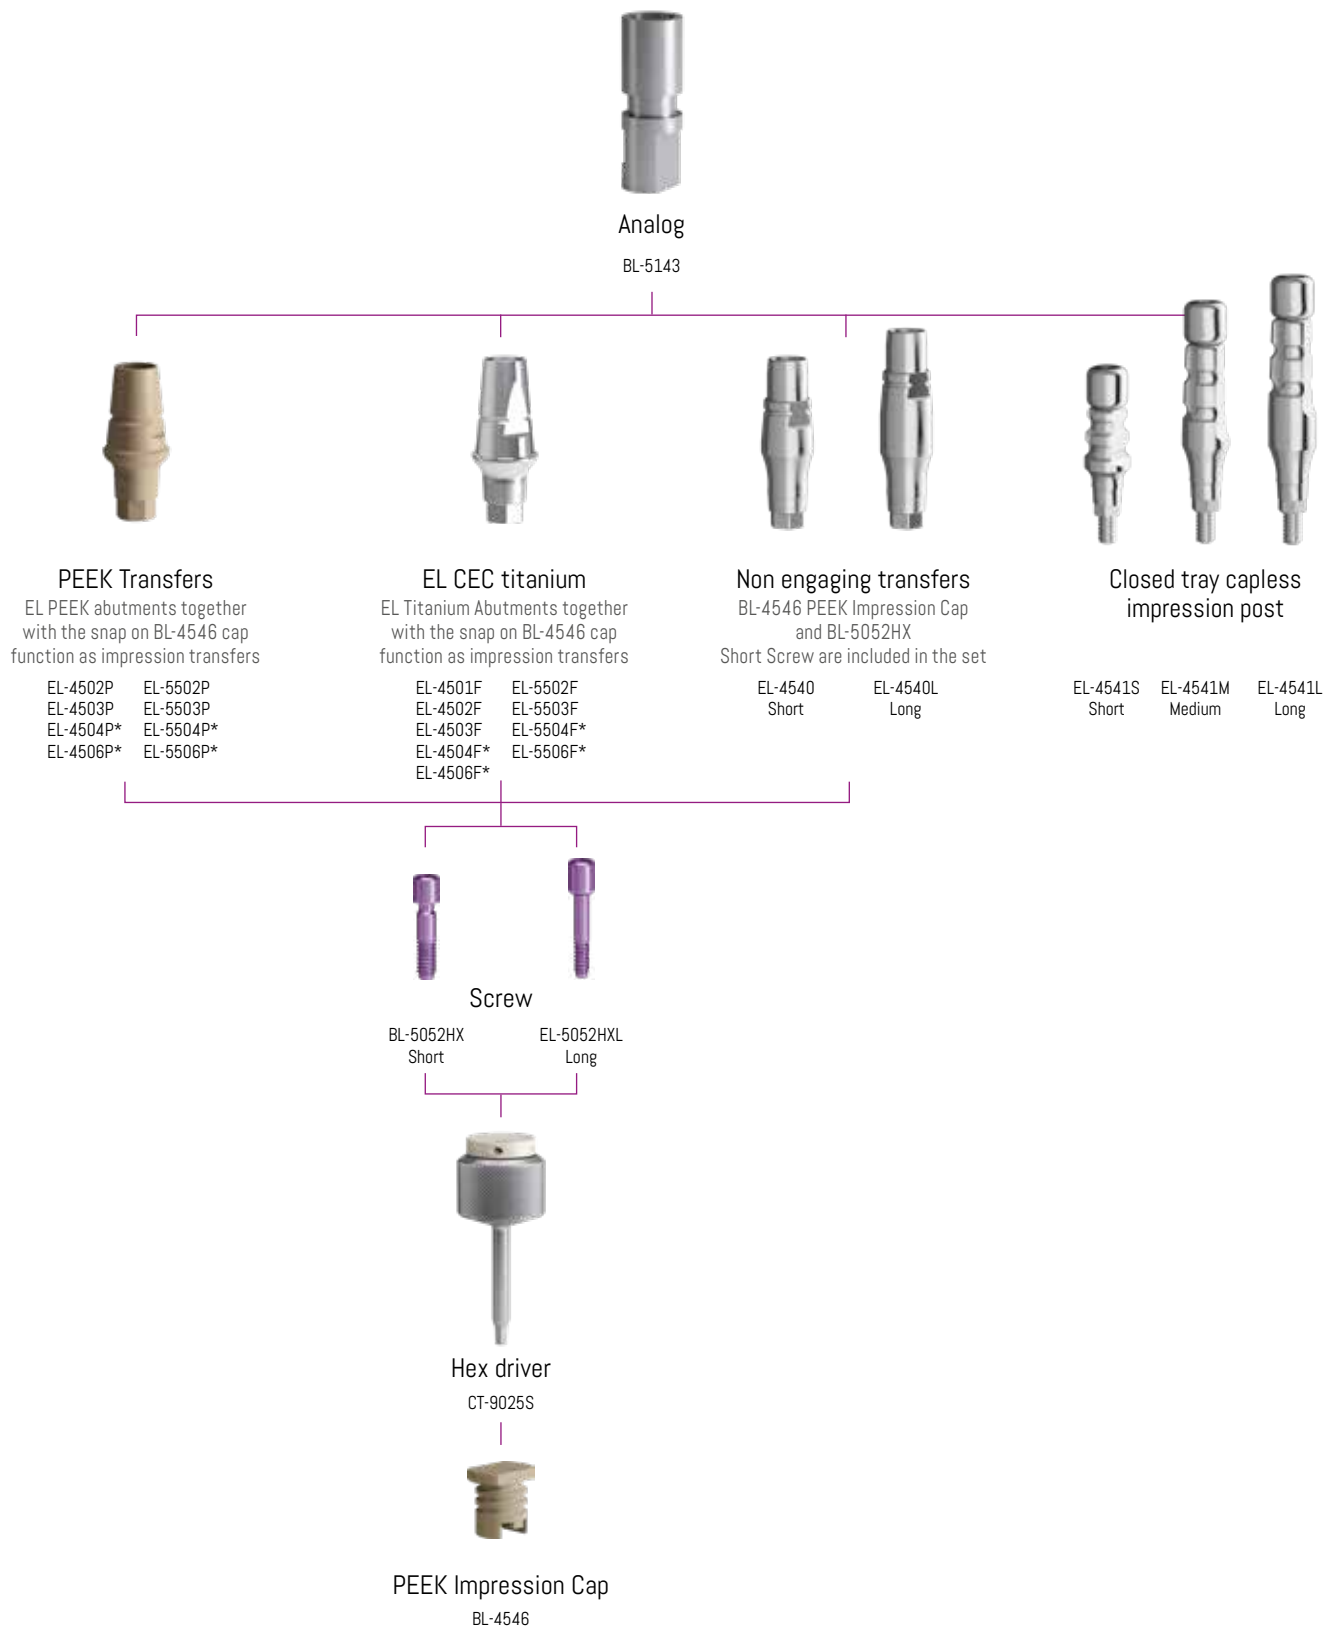 Analog
BL-5143
PEEK Transfers
EL PEEK abutments together
with the snap on BL-4546 cap
function as impression transfers
EL-4502P EL-5502P
EL-4503P EL-5503P
EL-4504P* EL-5504P*
EL-4506P* EL-5506P*
EL CEC titanium
EL Titanium Abutments together
with the snap on BL-4546 cap
function as impression transfers
EL-4501F EL-5502F
EL-4502F EL-5503F
EL-4503F EL-5504F*
EL-4504F* EL-5506F*
EL-4506F*
Non engaging transfers
BL-4546 PEEK Impression Cap
and BL-5052HX
Short Screw are included in the set
EL-4540 EL-4540L
Short Long
Closed tray capless
impression post
EL-4541S EL-4541M EL-4541L
Short Medium Long
Screw
BL-5052HX EL-5052HXL
Short Long
Hex driver
CT-9025S
PEEK Impression Cap
BL-4546